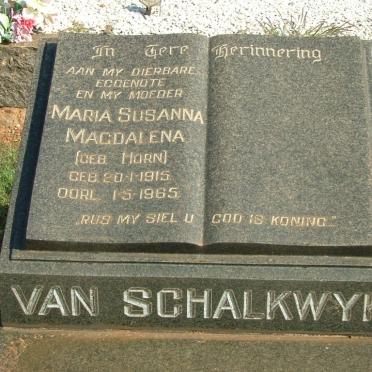 In Tere Herinnering
AAN MY DIERBARE
EGGENOTE
EN MY MOEDER
MARIA SUSANNA
MAGDALENA
(GEB. HORN)
GEB. 20·1·1915.
OORL. 1·5·1965.
„RUS MY SIEL U GOD IS KONING..."
VAN SCHALKWYK